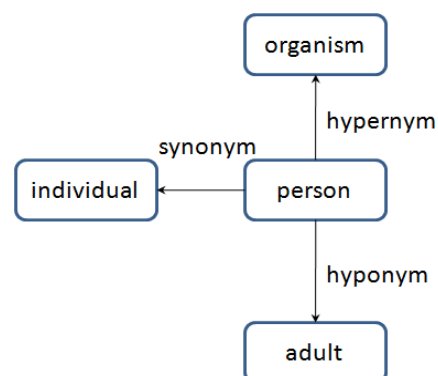 organism
hypernym
synonym
individual
person
hyponym
adult